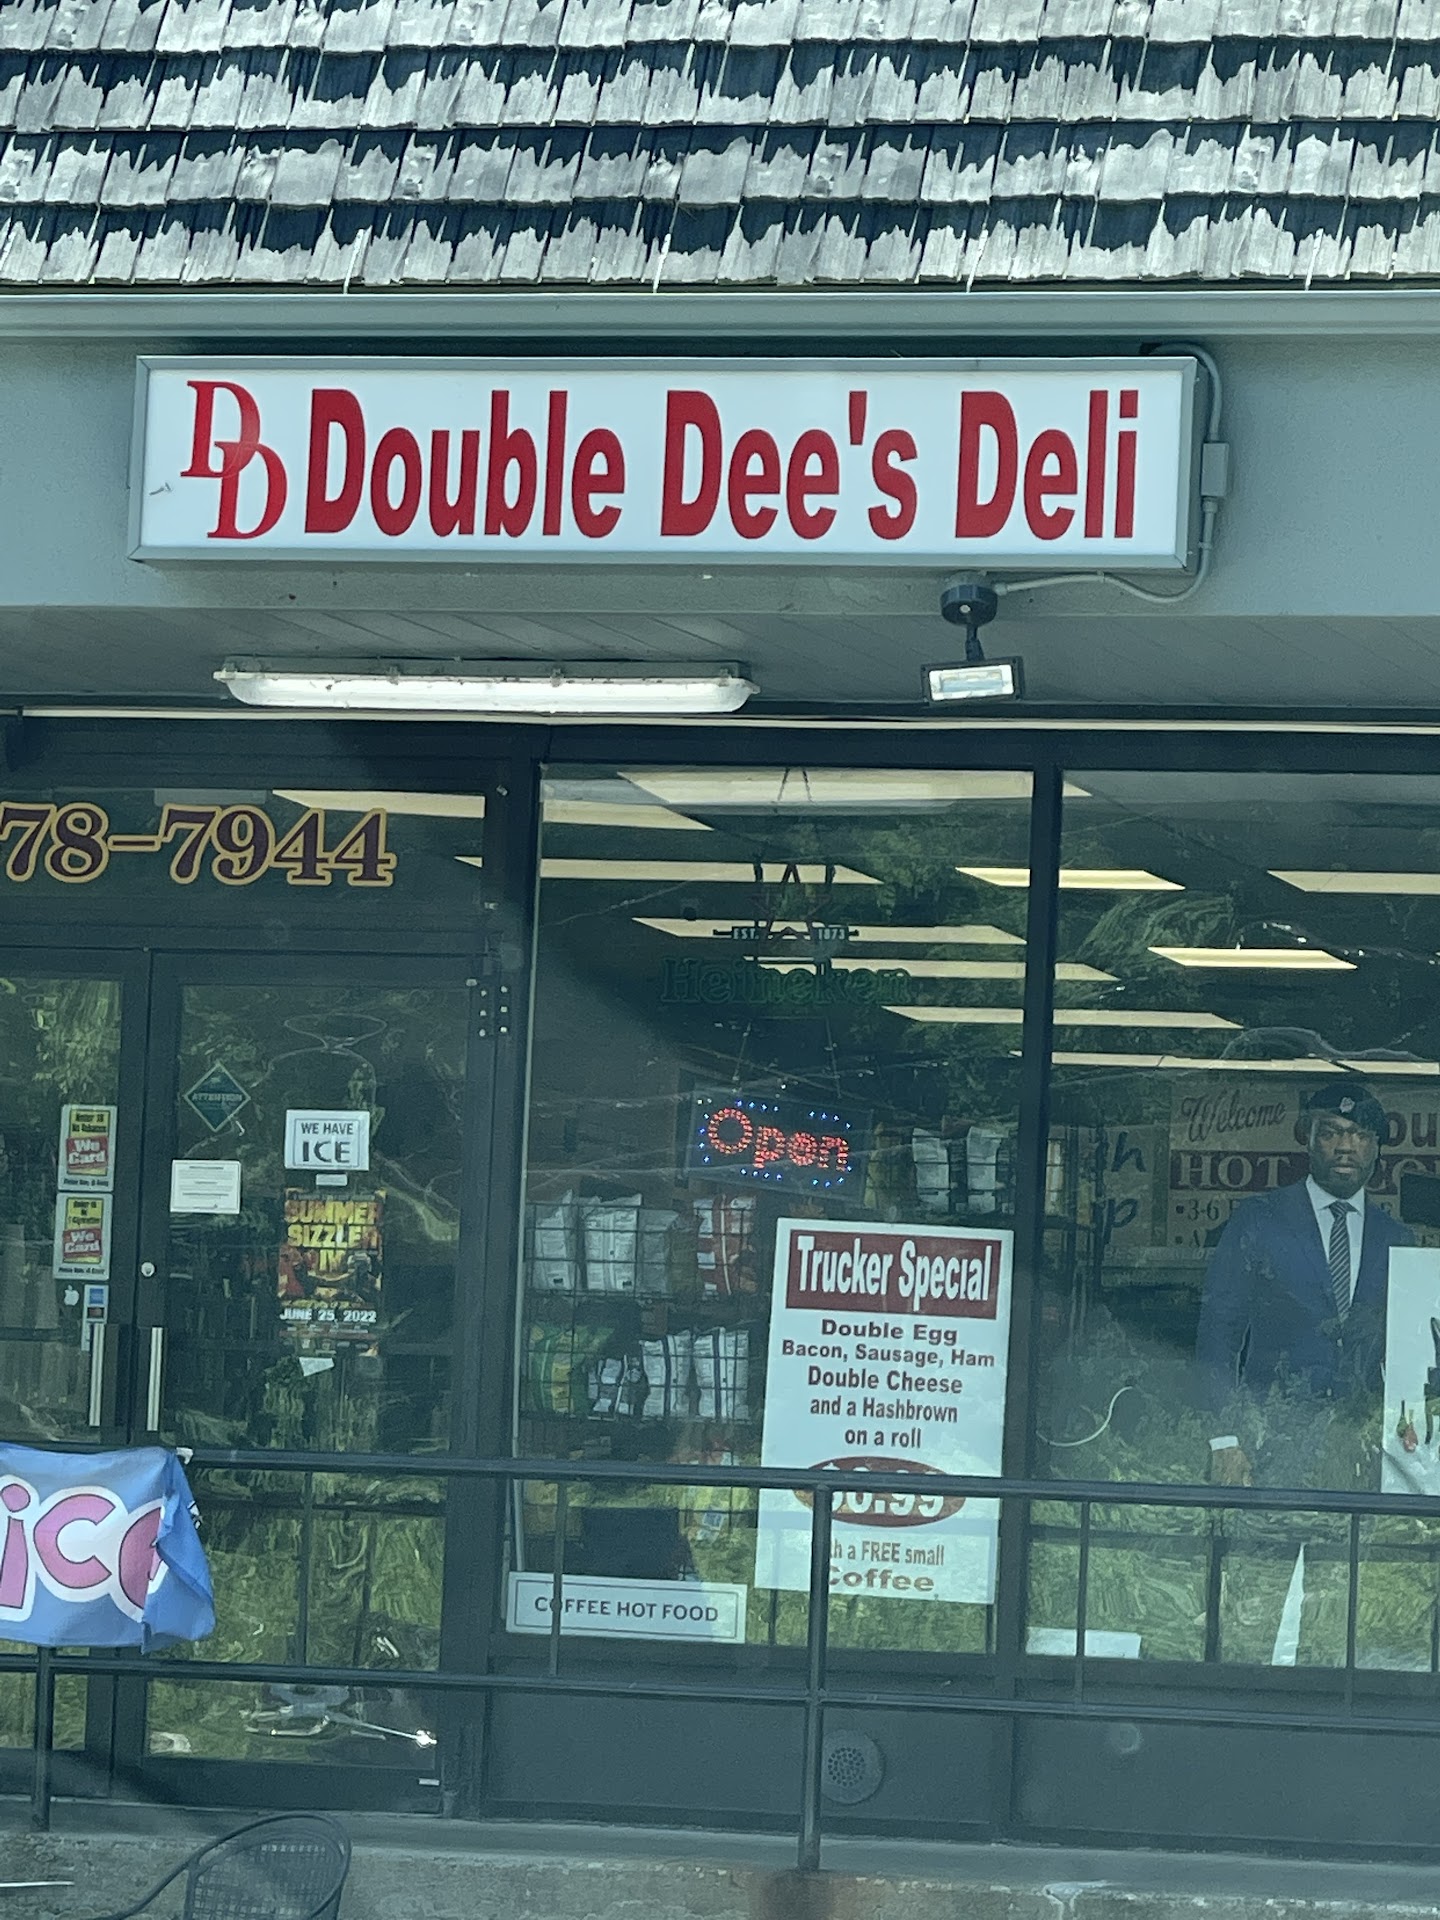 DD Double Dee's Deli
78-7944
EST. 1873
Heineken
ATTENTION
WE HAVE
ICE
We
Card
We
Card
SUMMER
SIZZLER
JUNE 25, 2022
Open
Welcome
HOT
Trucker Special
Double Egg
Bacon, Sausage, Ham
Double Cheese
and a Hashbrown
on a roll
a FREE small
Coffee
COFFEE HOT FOOD